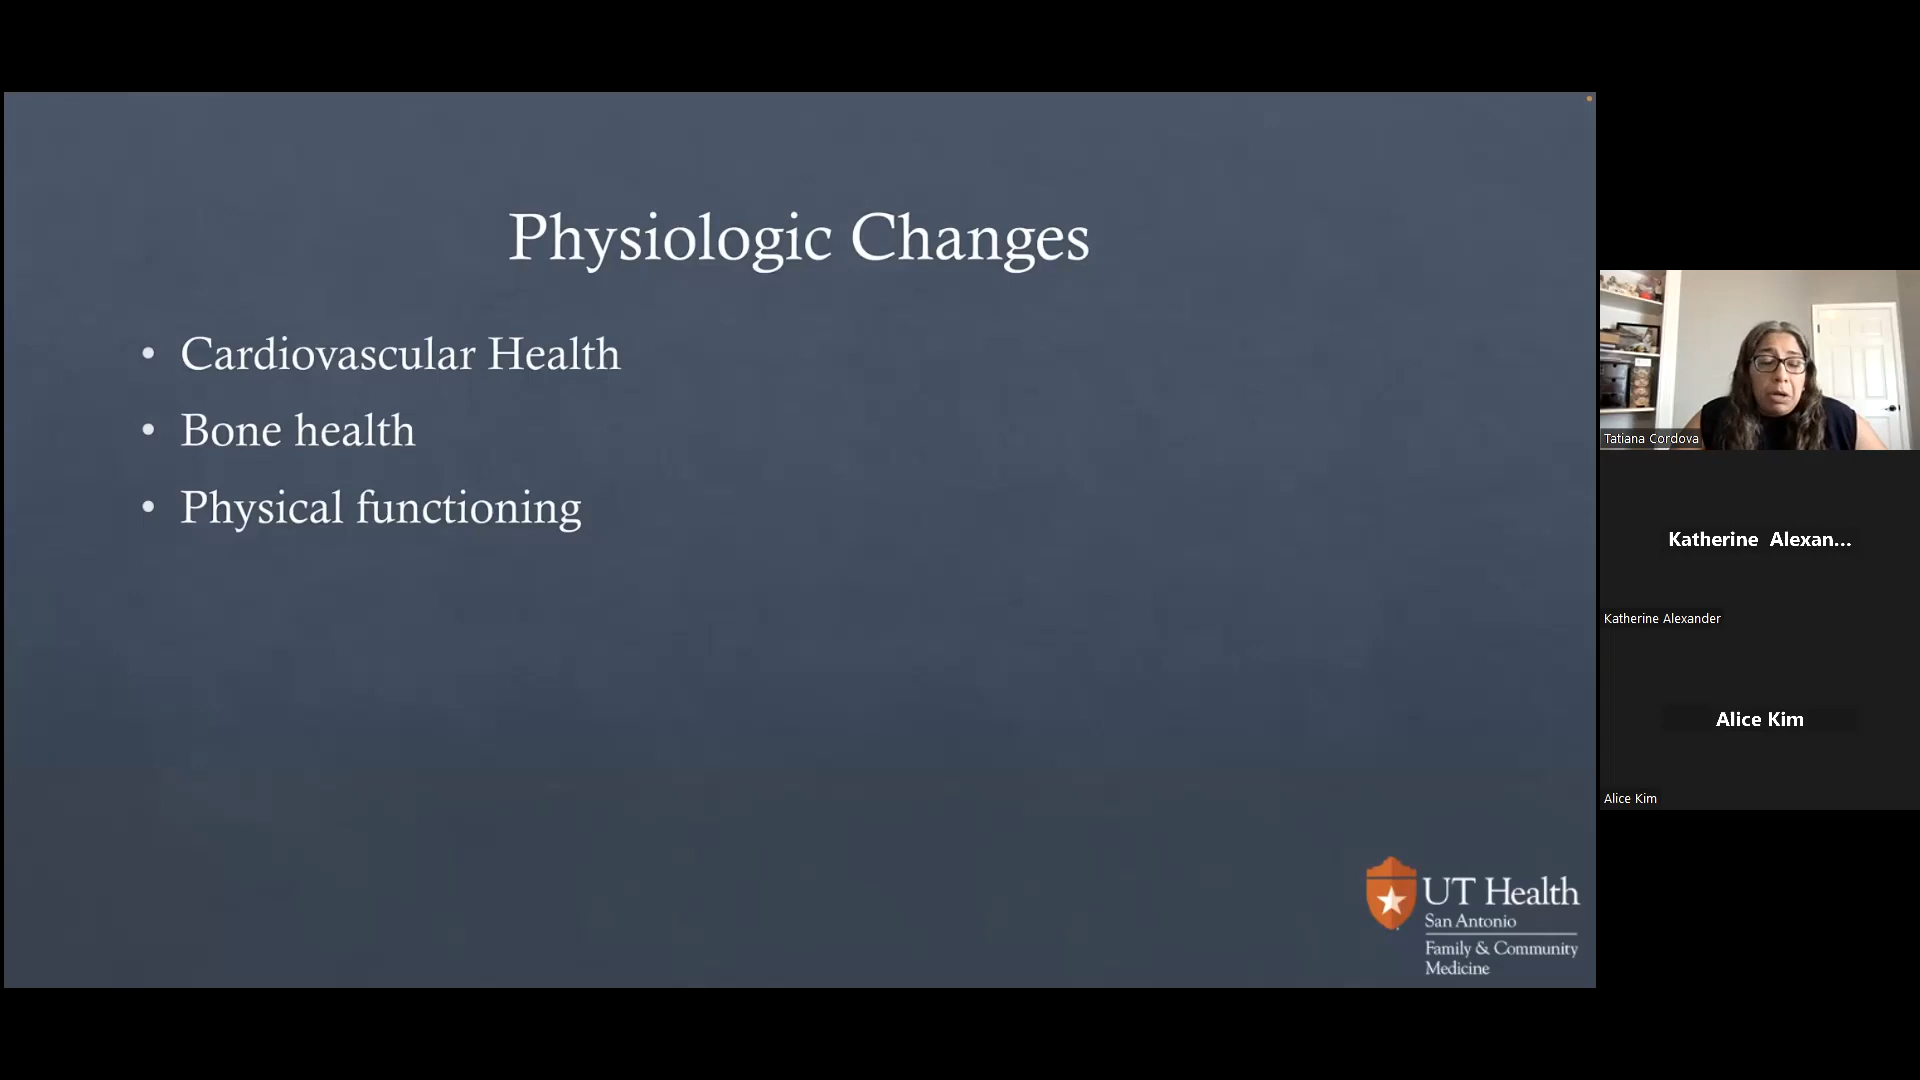 Physiologic Changes
• Cardiovascular Health
• Bone health
• Physical functioning
UT Health
San Antonio
Family & Community
Medicine
Tatiana Cordova
Katherine Alexan...
Katherine Alexander
Alice Kim
Alice Kim